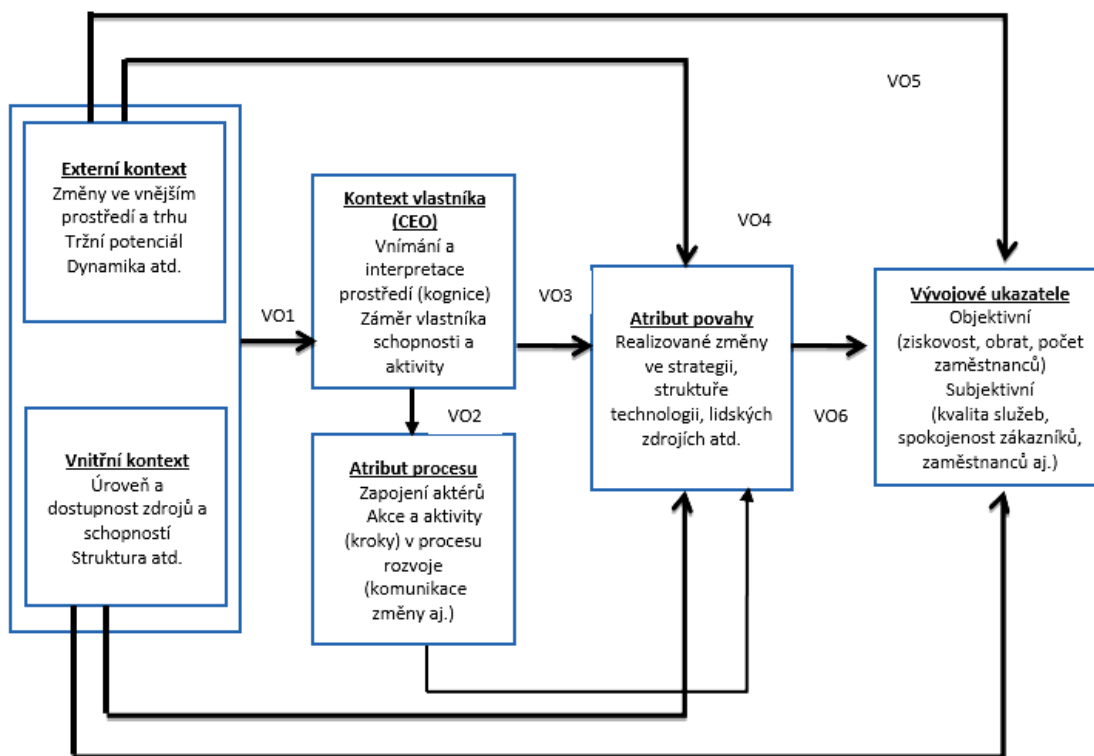 VO5
Externí kontext
Změny ve vnějším
prostředí a trhu
Tržní potenciál
Dynamika atd.
VO1
Kontext vlastníka
(CEO)
Vnímání a
interpretace
prostředí (kognice)
Záměr vlastníka
schopnosti a
aktivity
VO4
VO3
Atribut povahy
Realizované změny
ve strategii,
struktuře
technologii, lidských
zdrojích atd.
Vývojové ukazatele
Objektivní
(ziskovost, obrat, počet
zaměstnanců)
Subjektivní
(kvalita služeb,
spokojenost zákazníků,
zaměstnanců aj.)
VO6
VO2
Vnitřní kontext
Úroveň a
dostupnost zdrojů a
schopností
Struktura atd.
Atribut procesu
Zapojení aktérů
Akce a aktivity
(kroky) v procesu
rozvoje
(komunikace
změny aj.)